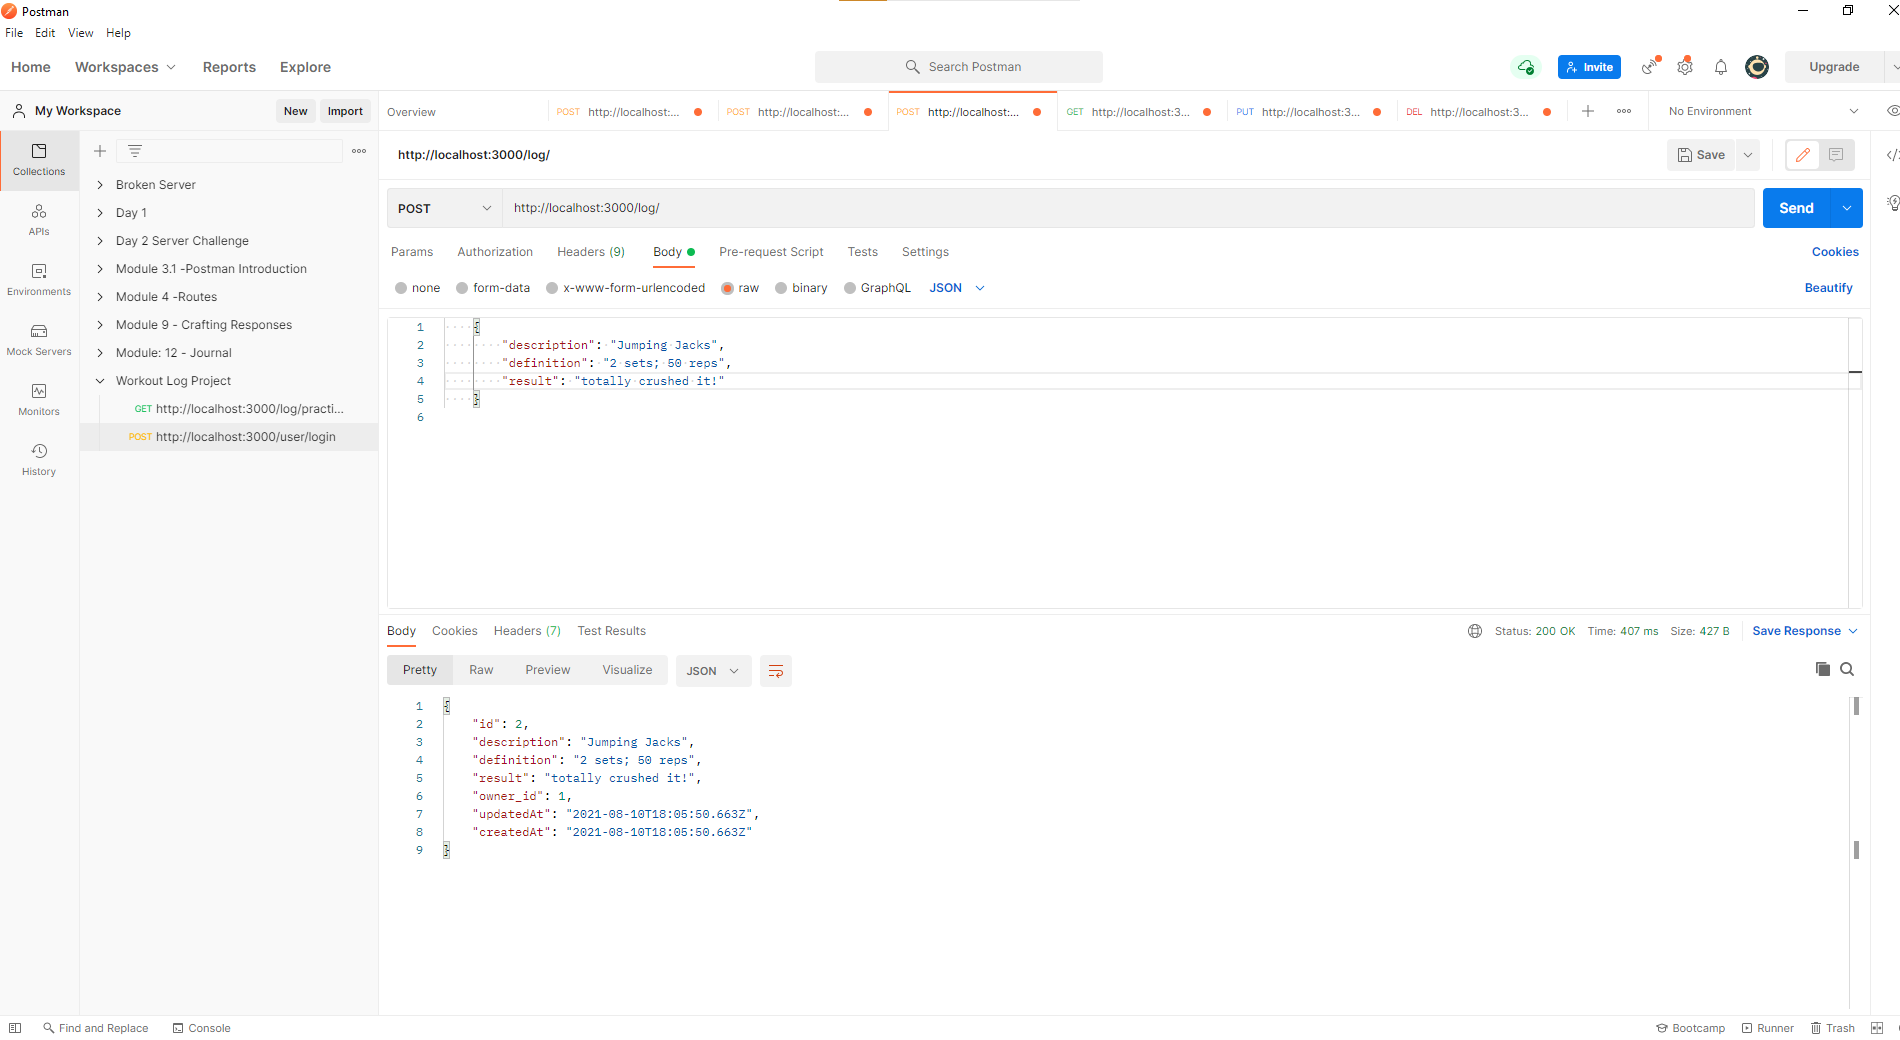 Postman
File Edit View Help
Home Workspaces Reports Explore
Search Postman
Invite
Upgrade
My Workspace
New Import
Overview
POST http://localhost:...
POST http://localhost:...
POST http://localhost:...
GET http://localhost:3...
PUT http://localhost:3...
DEL http://localhost:3...
No Environment
Collections
APIs
Environments
Mock Servers
Monitors
History
Broken Server
Day 1
Day 2 Server Challenge
Module 3.1 -Postman Introduction
Module 4 -Routes
Module 9 - Crafting Responses
Module: 12 - Journal
Workout Log Project
GET http://localhost:3000/log/practi...
POST http://localhost:3000/user/login
http://localhost:3000/log/
Save
POST http://localhost:3000/log/
Send
Params Authorization Headers (9) Body Pre-request Script Tests Settings
Cookies
none form-data x-www-form-urlencoded raw binary GraphQL JSON
Beautify
1 {
2 "description": "Jumping Jacks",
3 "definition": "2 sets; 50 reps",
4 "result": "totally crushed it!"
5 }
6
Body Cookies Headers (7) Test Results
Status: 200 OK Time: 407 ms Size: 427 B
Save Response
Pretty Raw Preview Visualize JSON
1 {
2 "id": 2,
3 "description": "Jumping Jacks",
4 "definition": "2 sets; 50 reps",
5 "result": "totally crushed it!",
6 "owner_id": 1,
7 "updatedAt": "2021-08-10T18:05:50.663Z",
8 "createdAt": "2021-08-10T18:05:50.663Z"
9 }
Find and Replace Console
Bootcamp Runner Trash